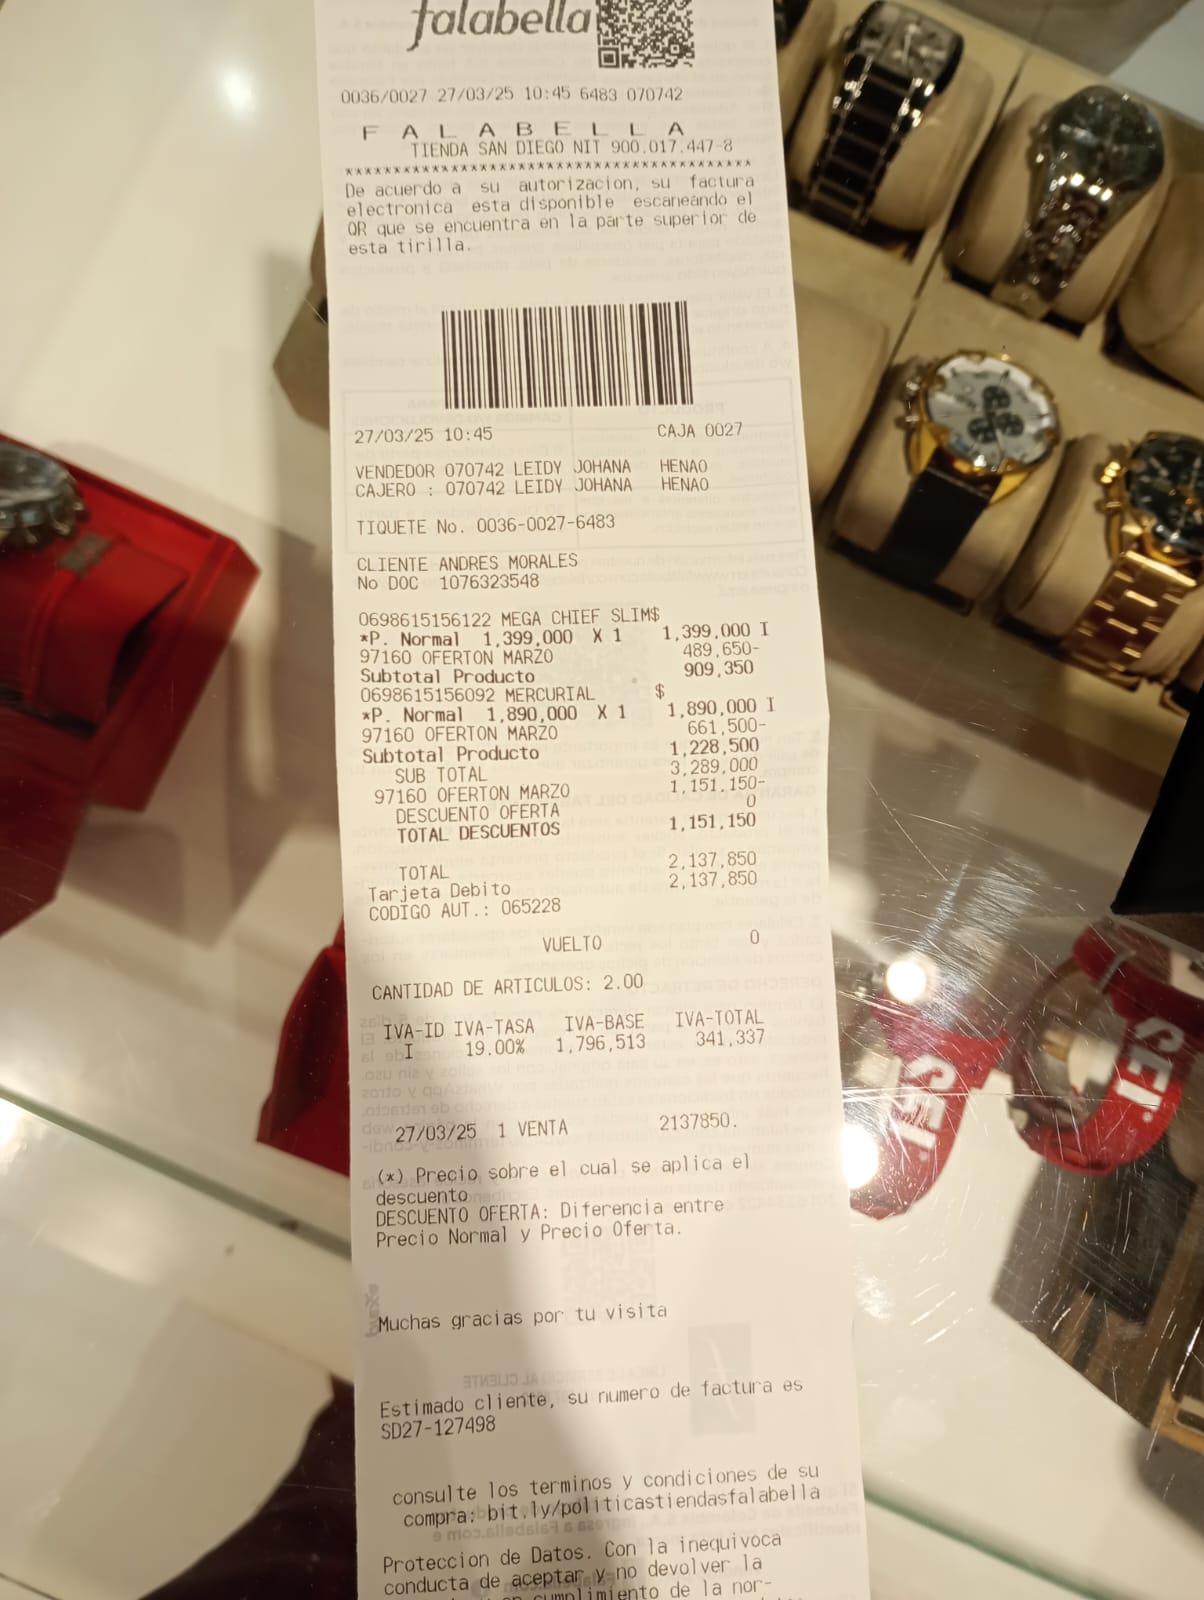 falabella
0036/0027 27/03/25 10:45 6483 070742
F A L A B E L L A
TIENDA SAN DIEGO NIT 900.017.447-8
******************************************
De acuerdo a su autorizacion, su factura
electronica esta disponible escaneando el
QR que se encuentra en la parte superior de
esta tirilla.
27/03/25 10:45 CAJA 0027
VENDEDOR 070742 LEIDY JOHANA HENAO
CAJERO : 070742 LEIDY JOHANA HENAO
TIQUETE No. 0036-0027-6483
CLIENTE ANDRES MORALES
No DOC 1076323548
0698615156122 MEGA CHIEF SLIM$
*P. Normal 1,399,000 X 1 1,399,000 I
97160 OFERTON MARZO 489,650-
Subtotal Producto 909,350
0698615156092 MERCURIAL $
*P. Normal 1,890,000 X 1 1,890,000 I
97160 OFERTON MARZO 661,500-
Subtotal Producto 1,228,500
SUB TOTAL 3,289,000
97160 OFERTON MARZO 1,151,150-
DESCUENTO OFERTA 0
TOTAL DESCUENTOS 1,151,150
TOTAL 2,137,850
Tarjeta Debito 2,137,850
CODIGO AUT.: 065228
VUELTO 0
CANTIDAD DE ARTICULOS: 2.00
IVA-ID IVA-TASA IVA-BASE IVA-TOTAL
I 19.00% 1,796,513 341,337
27/03/25 1 VENTA 2137850.
(*) Precio sobre el cual se aplica el
descuento
DESCUENTO OFERTA: Diferencia entre
Precio Normal y Precio Oferta.
Muchas gracias por tu visita
Estimado cliente, su numero de factura es
SD27-127498
consulte los terminos y condiciones de su
compra: bit.ly/politicastiendasfalabella
Proteccion de Datos. Con la inequivoca
conducta de aceptar y no devolver la
cumplimiento de la nor-